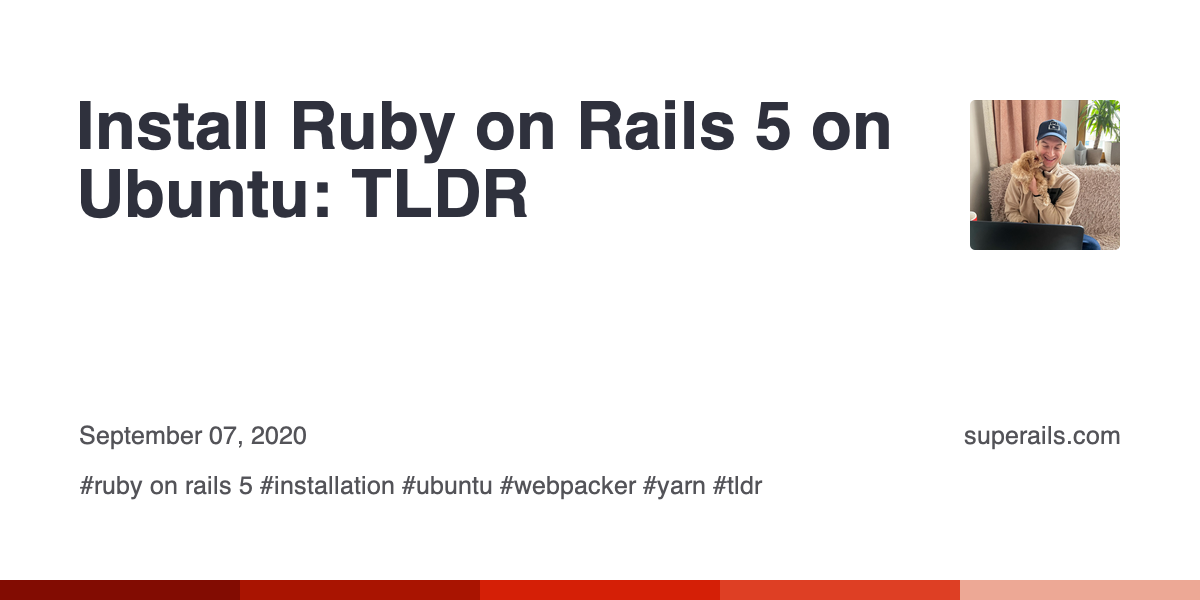 Install Ruby on Rails 5 on
Ubuntu: TLDR
September 07, 2020
superails.com
#ruby on rails 5 #installation #ubuntu #webpacker #yarn #tldr